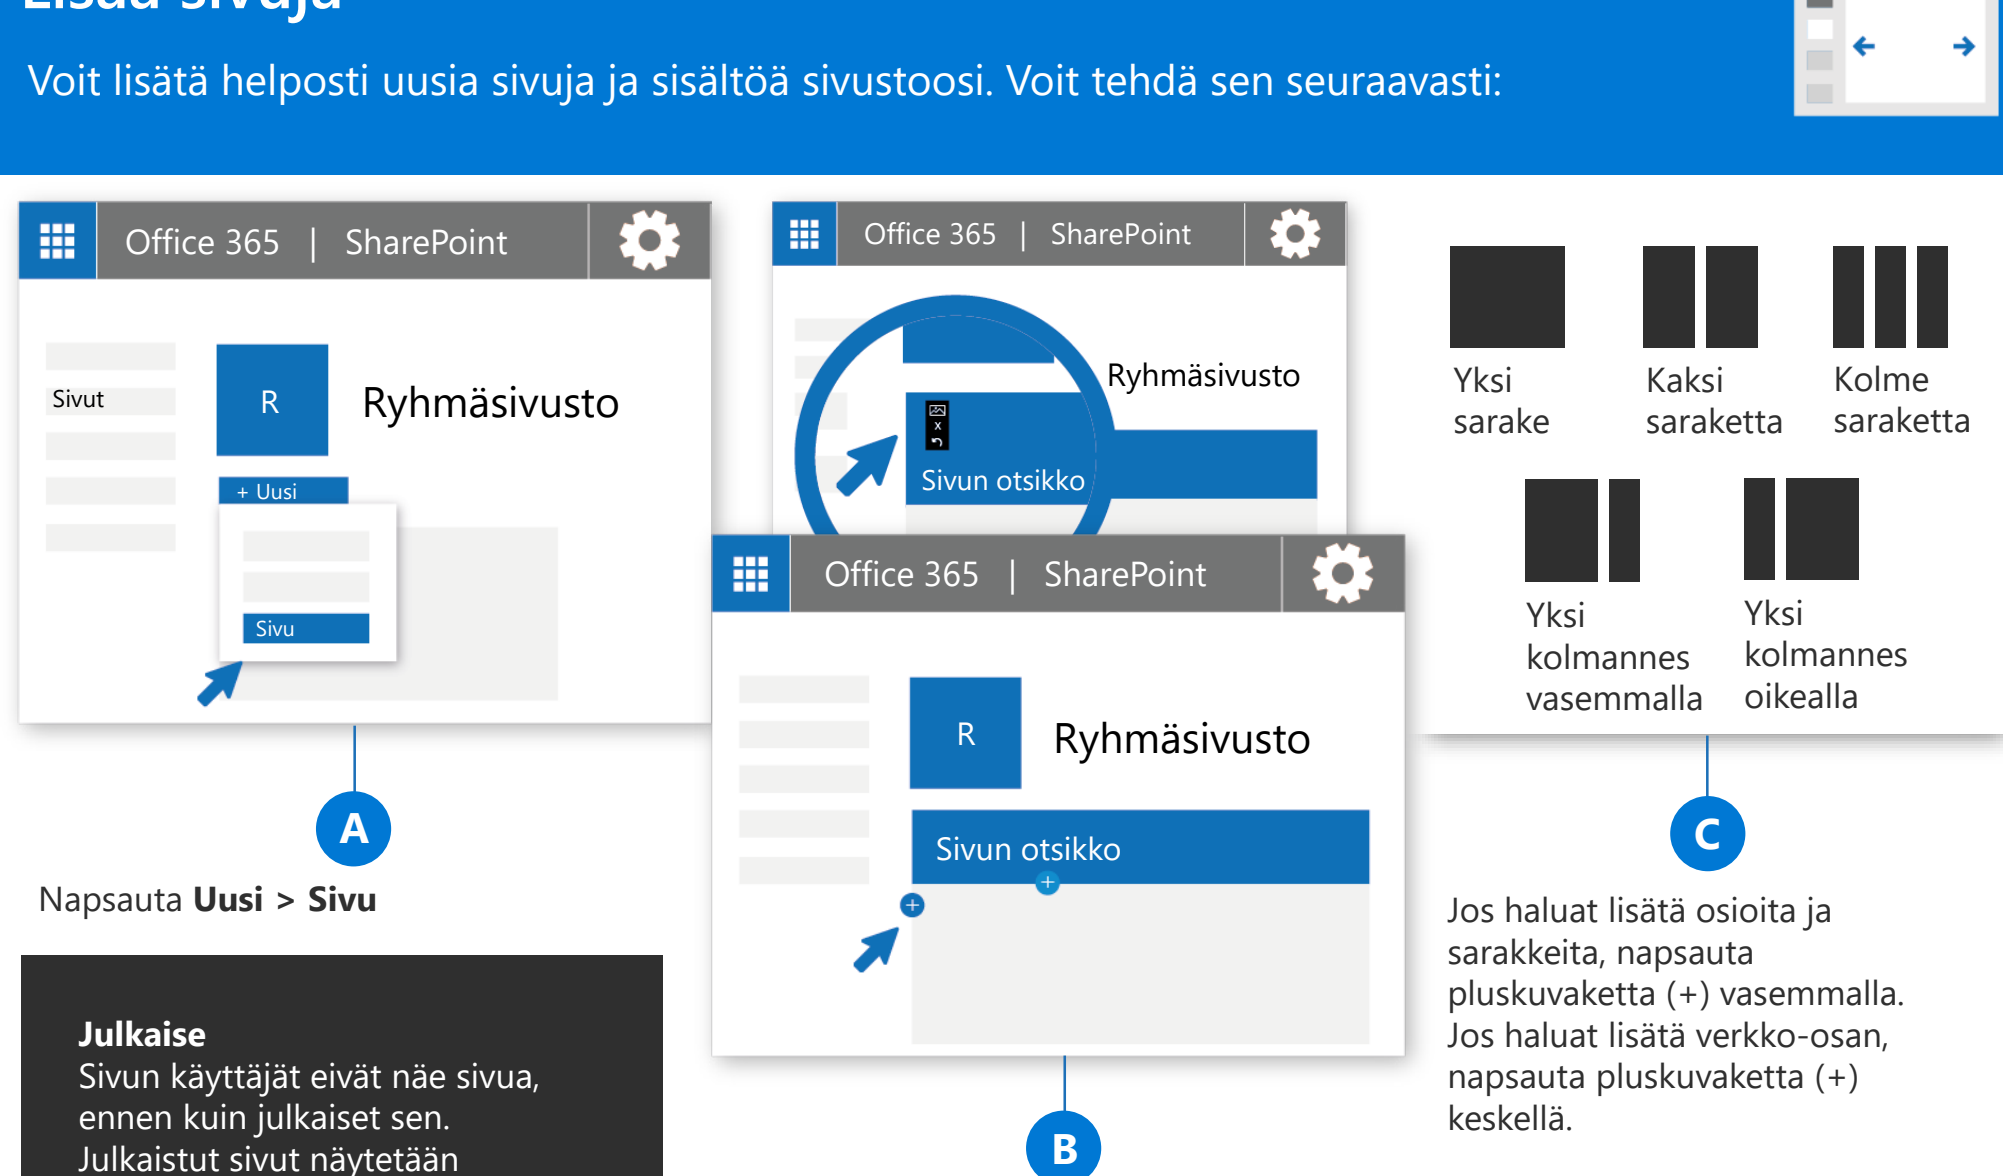 Lisää sivuja
Voit lisätä helposti uusia sivuja ja sisältöä sivustoosi. Voit tehdä sen seuraavasti:
Office 365 | SharePoint
Sivut
R
Ryhmäsivusto
+ Uusi
Sivu
A
Napsauta Uusi > Sivu
Julkaise
Sivun käyttäjät eivät näe sivua,
ennen kuin julkaiset sen.
Julkaistut sivut näytetään
Office 365 | SharePoint
Ryhmäsivusto
x
Sivun otsikko
Office 365 | SharePoint
R
Ryhmäsivusto
Sivun otsikko
+
+
B
Yksi
sarake
Kaksi
saraketta
Kolme
saraketta
Yksi
kolmannes
vasemmalla
Yksi
kolmannes
oikealla
C
Jos haluat lisätä osioita ja
sarakkeita, napsauta
pluskuvaketta (+) vasemmalla.
Jos haluat lisätä verkko-osan,
napsauta pluskuvaketta (+)
keskellä.